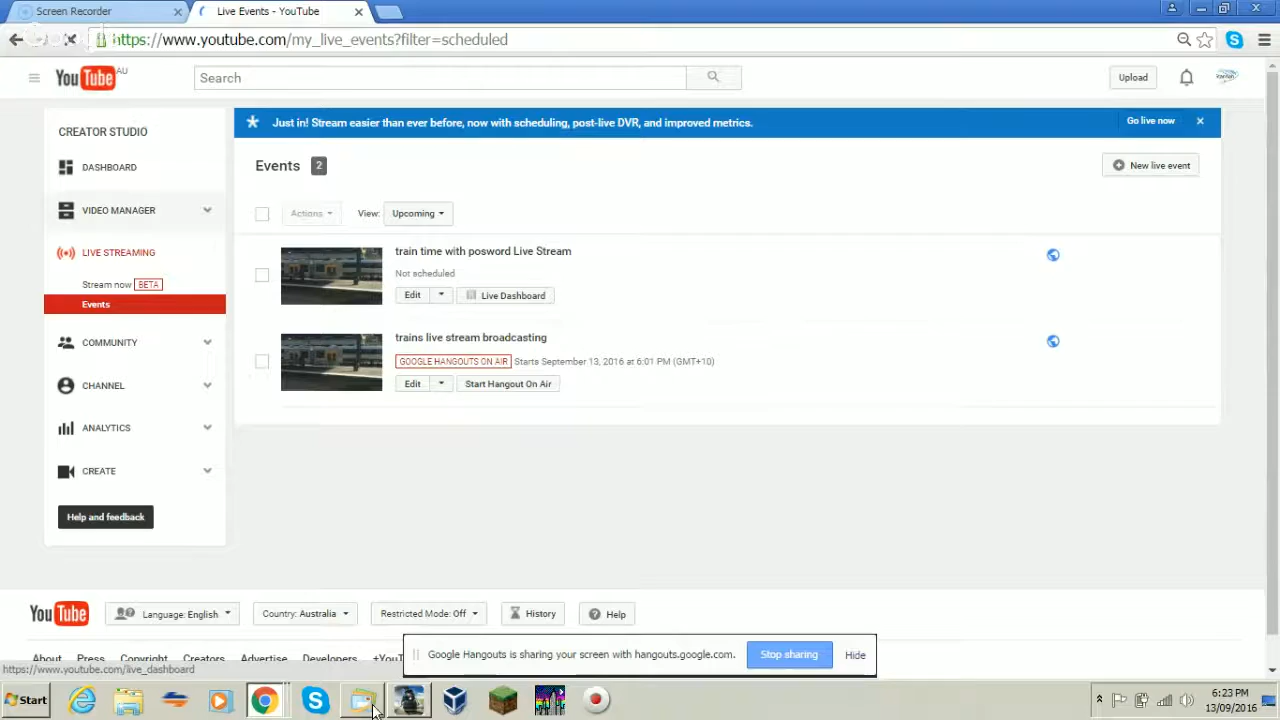 Screen Recorder
Live Events - YouTube
https://www.youtube.com/my_live_events?filter=scheduled
YouTube AU
Search
Upload
CREATOR STUDIO
Just in! Stream easier than ever before, now with scheduling, post-live DVR, and improved metrics.
Go live now
DASHBOARD
Events 2
New live event
VIDEO MANAGER
Actions
View:
Upcoming
LIVE STREAMING
Stream now BETA
Events
train time with posword Live Stream
Not scheduled
Edit
Live Dashboard
COMMUNITY
trains live stream broadcasting
GOOGLE HANGOUTS ON AIR Starts September 13, 2016 at 6:01 PM (GMT+10)
Edit
Start Hangout On Air
CHANNEL
ANALYTICS
CREATE
Help and feedback
YouTube
Language: English
Country: Australia
Restricted Mode: Off
History
Help
About Press Copyright Creators Advertise Developers +YouT
Google Hangouts is sharing your screen with hangouts.google.com.
Stop sharing
Hide
https://www.youtube.com/live_dashboard
Start
6:23 PM
13/09/2016